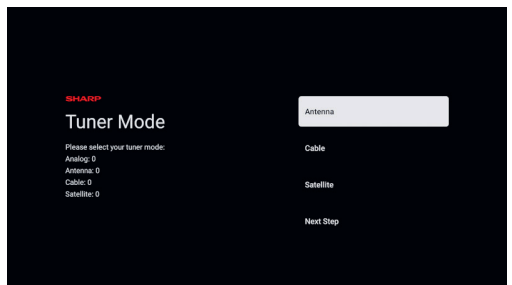 SHARP
Tuner Mode
Please select your tuner mode:
Analog: 0
Antenna: 0
Cable: 0
Satellite: 0
Antenna
Cable
Satellite
Next Step